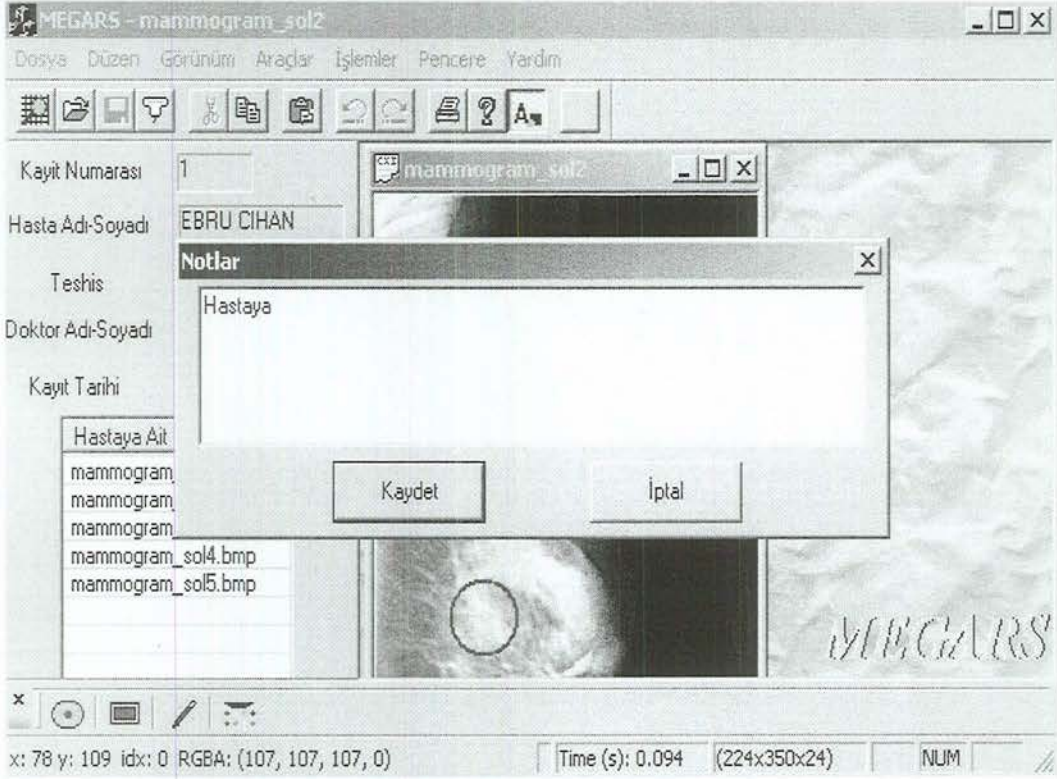 MEGARS - mammogram_sol2
Dosya Düzen Görünüm Araçlar İşlemler Pencere Yardım
Kayıt Numarası 1
mammogram_sol2
Hasta Adı-Soyadı EBRU CIHAN
Notlar
Teshis
Hastaya
Doktor Adı-Soyadı
Kayıt Tarihi
Hastaya Ait
mammogram_
mammogram_
mammogram_
Kaydet İptal
mammogram_sol4.bmp
mammogram_sol5.bmp
MEGARS
x: 78 y: 109 idx: 0 RGBA: (107, 107, 107, 0) Time (s): 0.094 (224x350x24) NUM